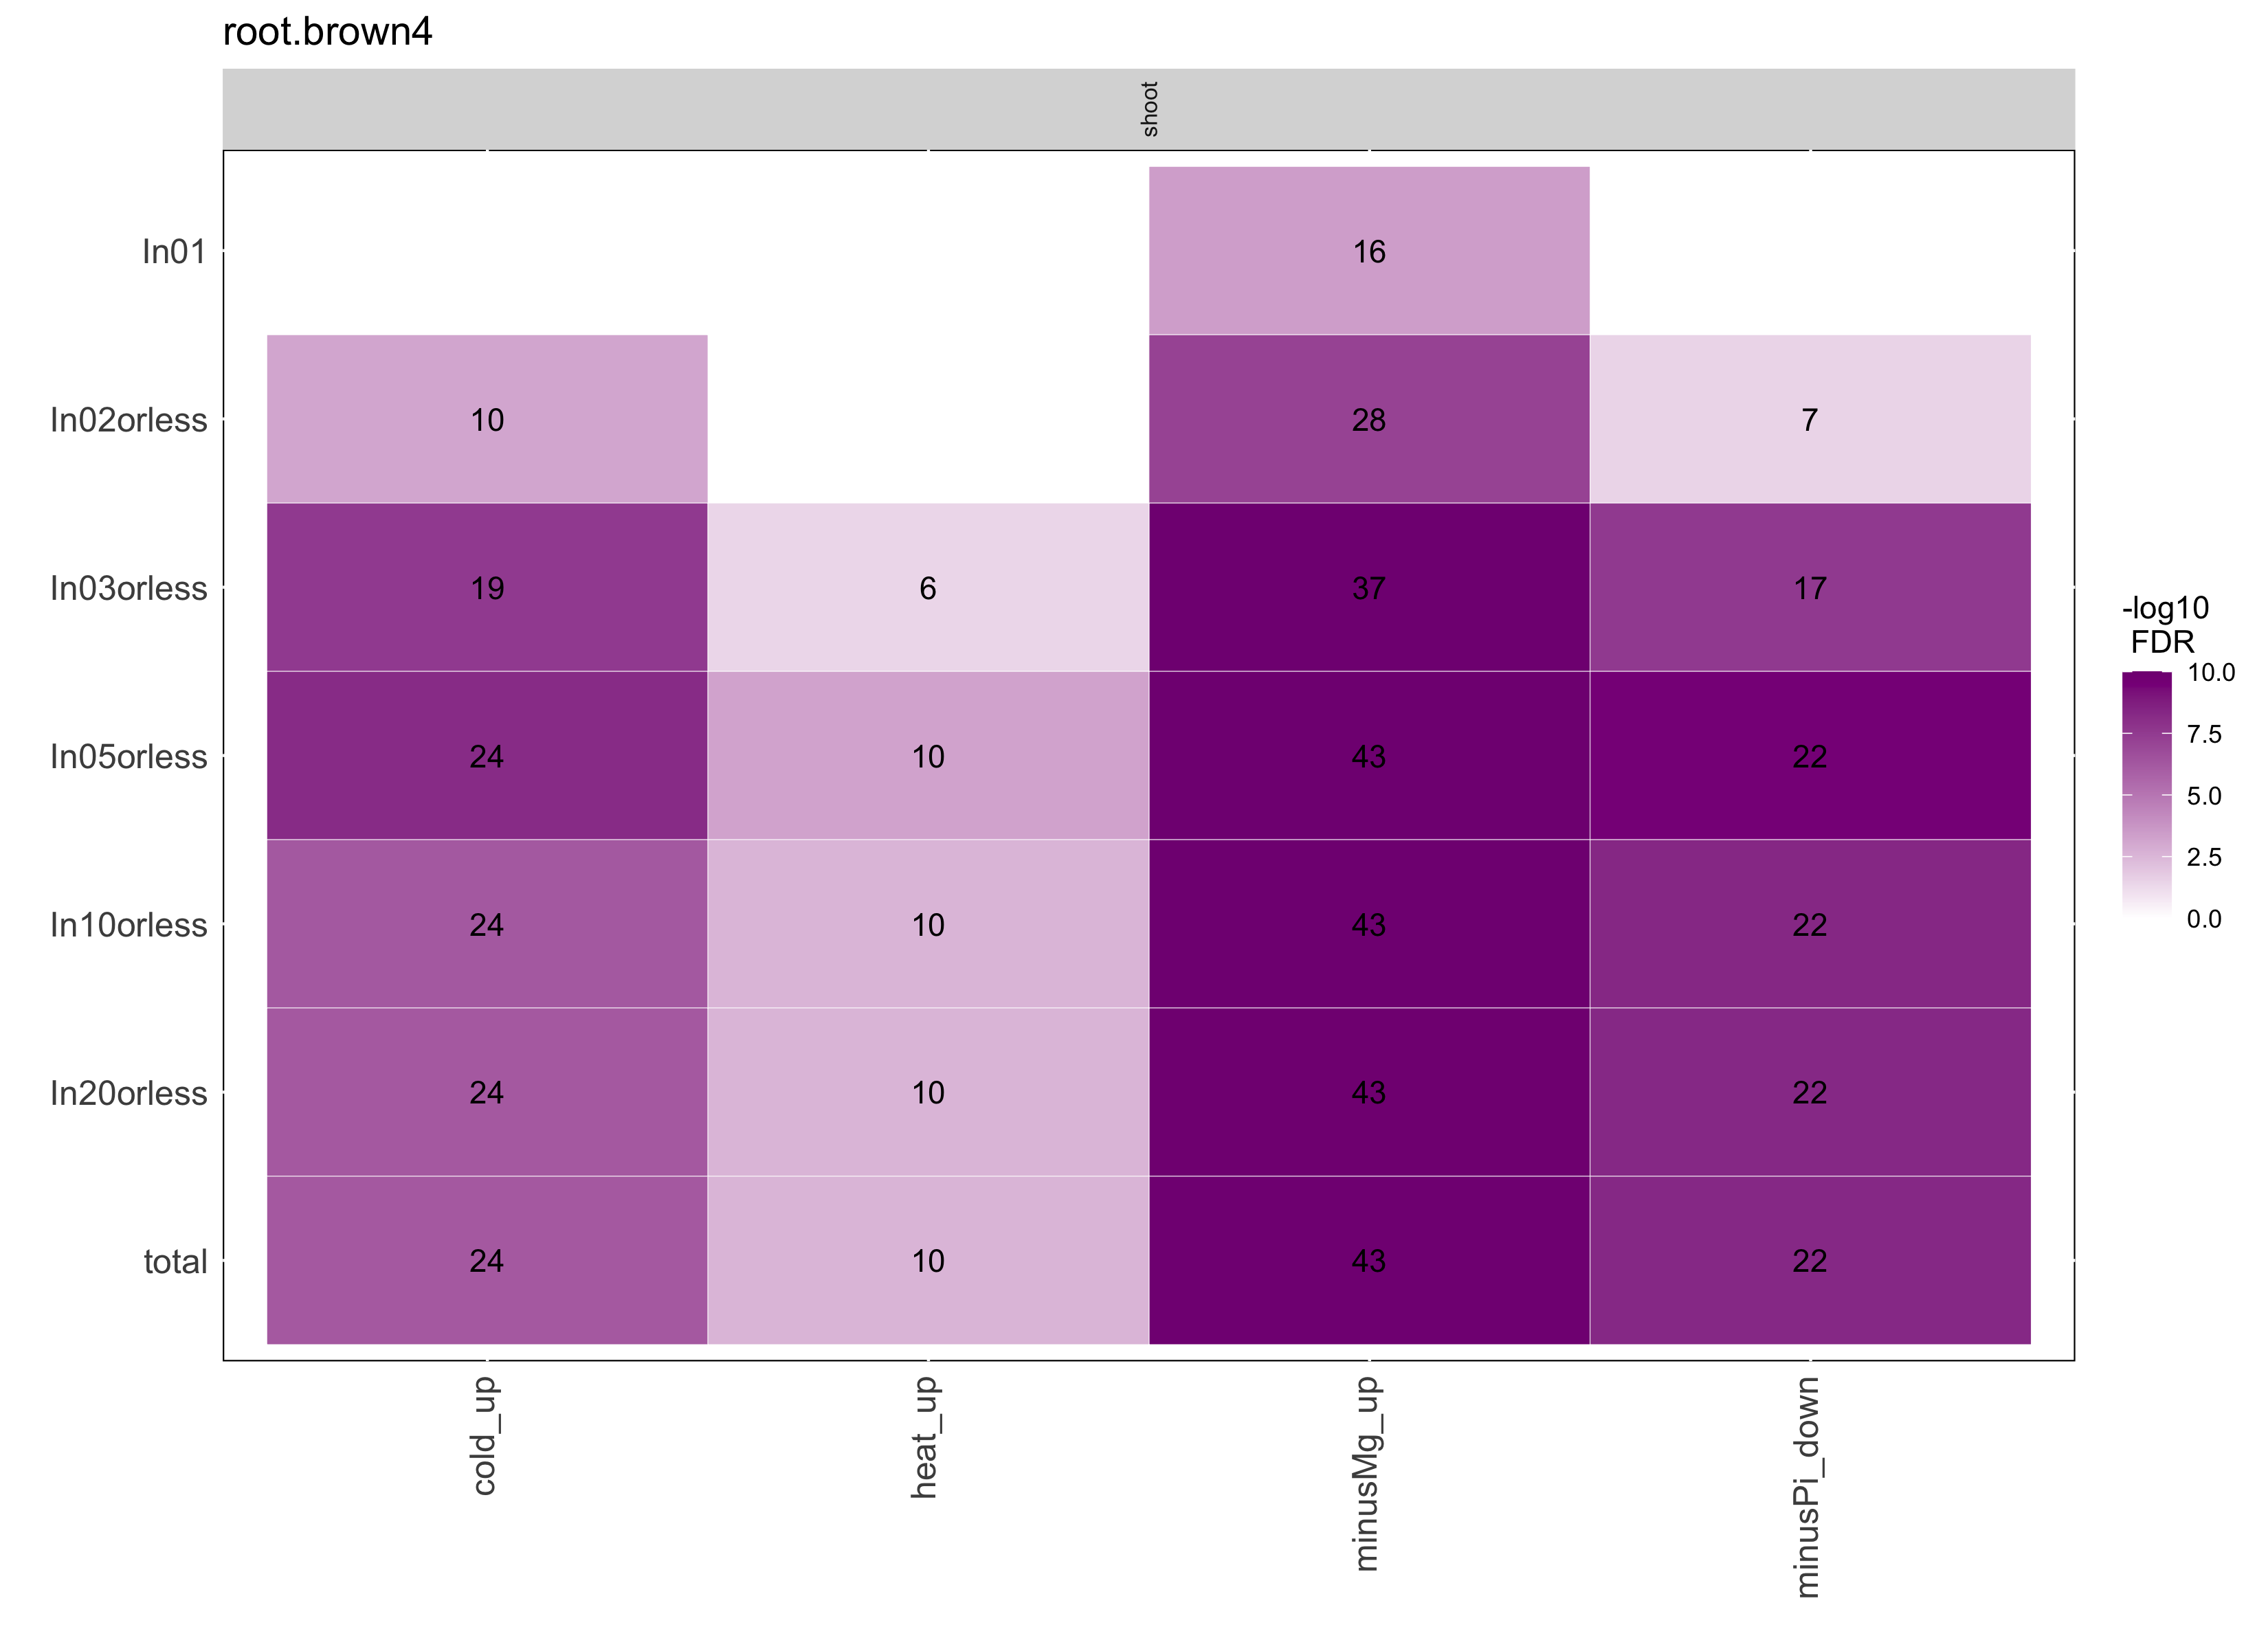 root.brown4
shoot
In01
16
In02orless
10
28
7
In03orless
19
6
37
17
In05orless
24
10
43
22
In10orless
24
10
43
22
In20orless
24
10
43
22
total
24
10
43
22
cold_up
heat_up
minusMg_up
minusPi_down
-log10
FDR
10.0
7.5
5.0
2.5
0.0